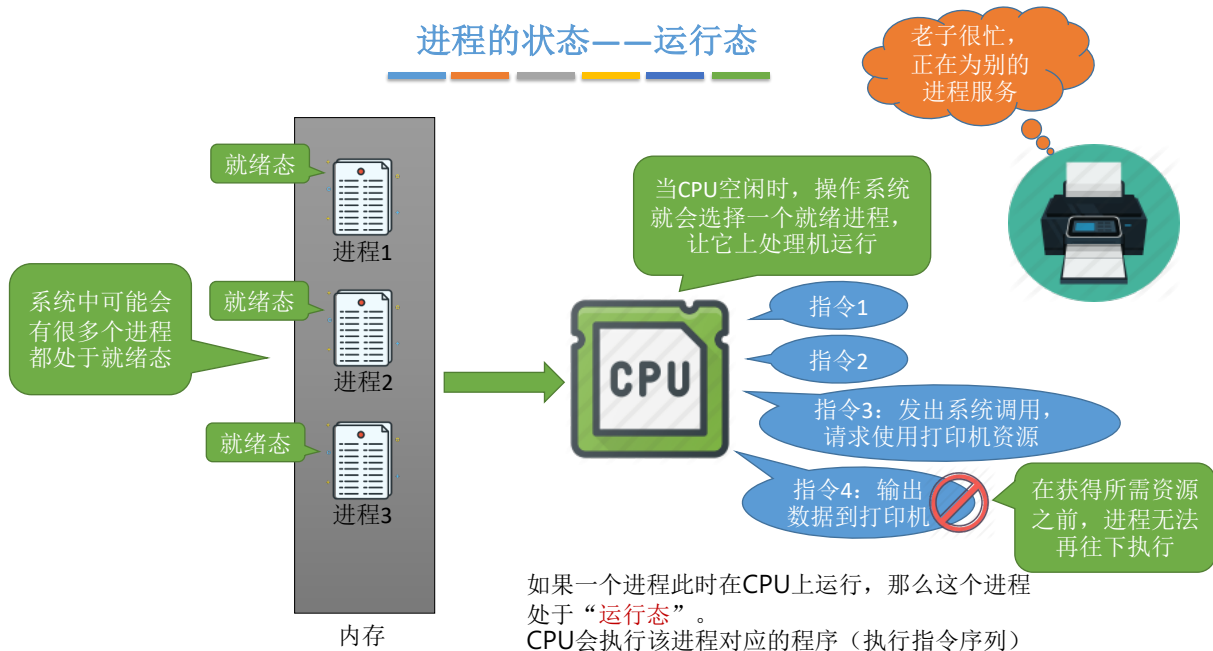 进程的状态——运行态
老子很忙，
正在为别的
进程服务
就绪态
进程1
当CPU空闲时，操作系统
就会选择一个就绪进程，
让它上处理机运行
系统中可能会
有很多个进程
都处于就绪态
就绪态
进程2
CPU
指令1
指令2
指令3：发出系统调用，
请求使用打印机资源
就绪态
进程3
指令4：输出
数据到打印机
在获得所需资源
之前，进程无法
再往下执行
内存
如果一个进程此时在CPU上运行，那么这个进程
处于“运行态”。
CPU会执行该进程对应的程序（执行指令序列）